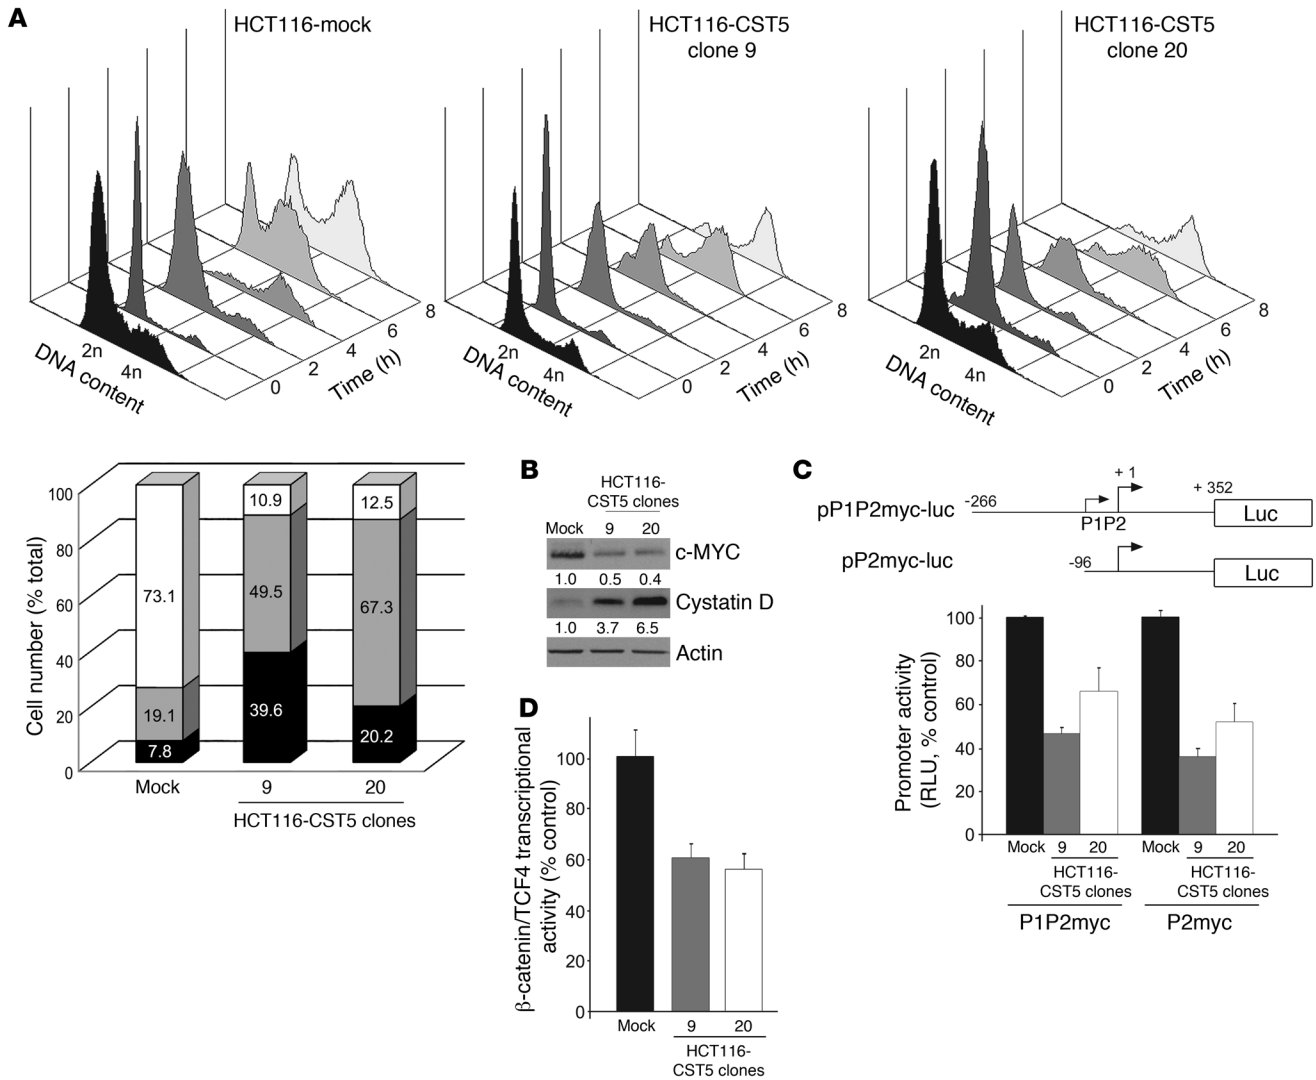 A
HCT116-mock
HCT116-CST5
clone 9
HCT116-CST5
clone 20
2n
4n
DNA content
0
2
4
6
8
Time (h)
2n
4n
DNA content
0
2
4
6
8
Time (h)
2n
4n
DNA content
0
2
4
6
8
Time (h)
Cell number (% total)
100
80
60
40
20
0
73.1
19.1
7.8
10.9
49.5
39.6
12.5
67.3
20.2
Mock
9
20
HCT116-CST5 clones
B
HCT116-
CST5 clones
Mock 9 20
c-MYC
1.0 0.5 0.4
Cystatin D
1.0 3.7 6.5
Actin
C
pP1P2myc-luc
-266
+ 1
+ 352
P1P2
Luc
pP2myc-luc
-96
Luc
Promoter activity
(RLU, % control)
100
80
60
40
20
0
Mock 9 20 Mock 9 20
HCT116-
CST5 clones
HCT116-
CST5 clones
P1P2myc
P2myc
D
β-catenin/TCF4 transcriptional
activity (% control)
100
80
60
40
20
0
Mock
9
20
HCT116-
CST5 clones